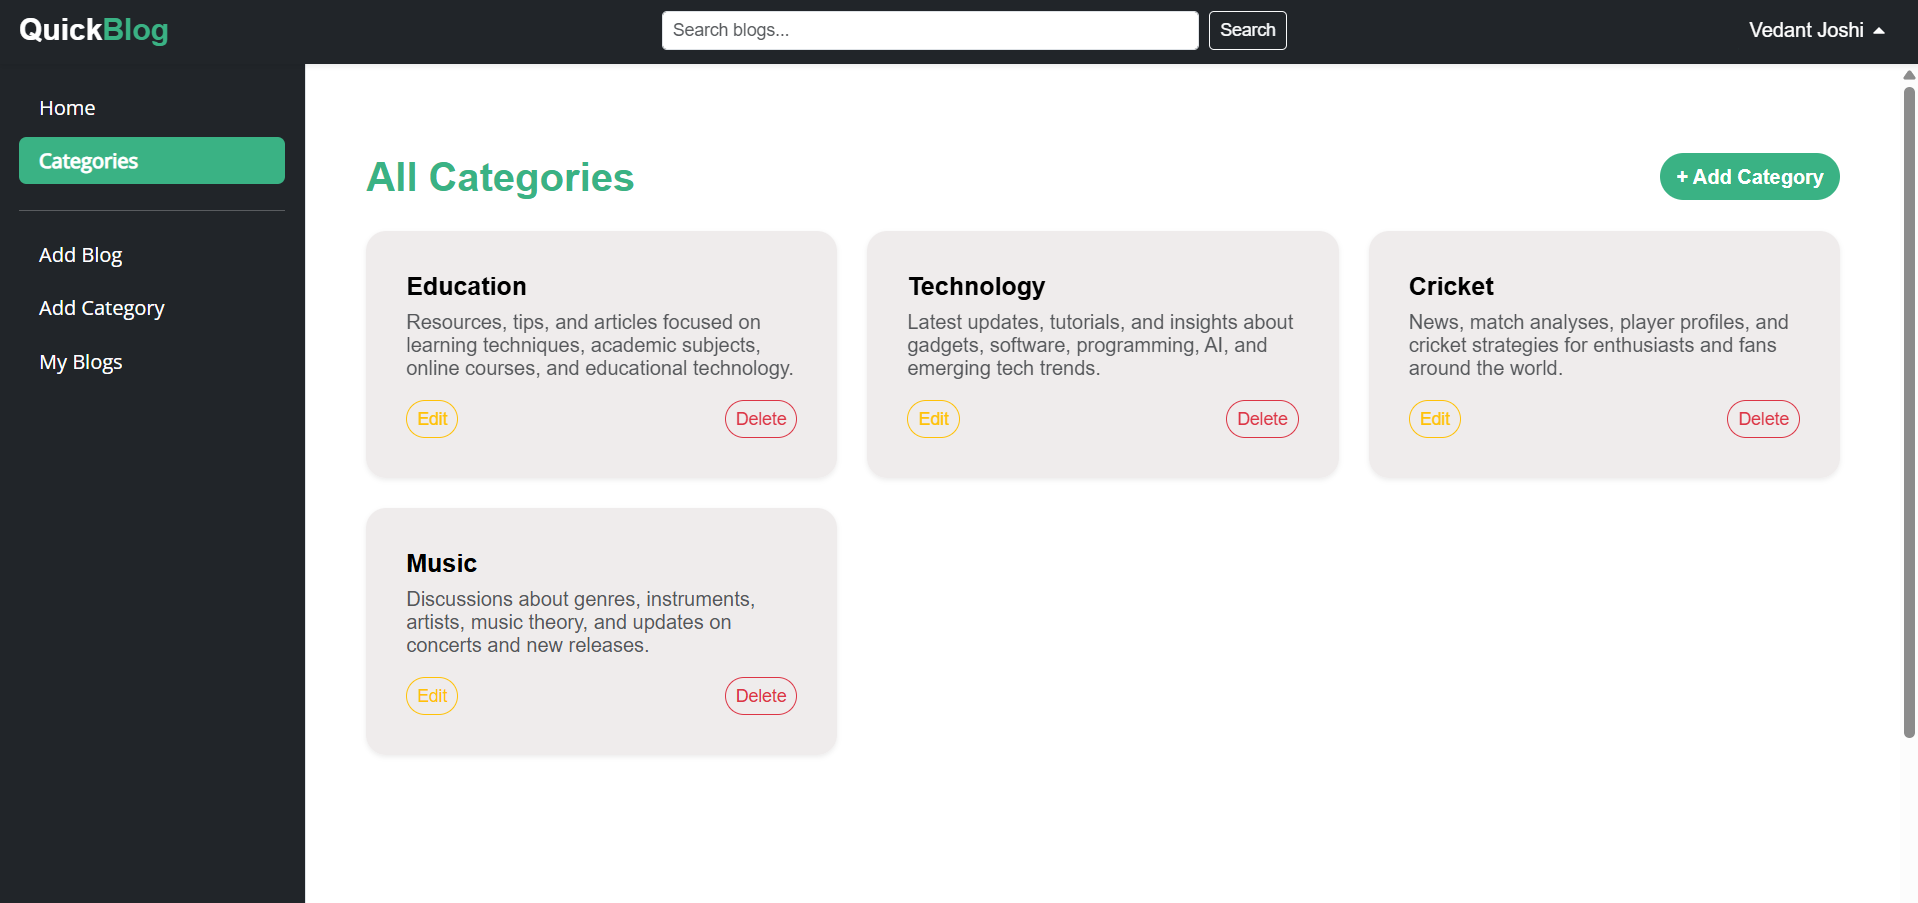 QuickBlog
Search blogs...
Search
Vedant Joshi
Home
Categories
Add Blog
Add Category
My Blogs
All Categories
+ Add Category
Education
Resources, tips, and articles focused on
learning techniques, academic subjects,
online courses, and educational technology.
Edit
Delete
Technology
Latest updates, tutorials, and insights about
gadgets, software, programming, AI, and
emerging tech trends.
Edit
Delete
Cricket
News, match analyses, player profiles, and
cricket strategies for enthusiasts and fans
around the world.
Edit
Delete
Music
Discussions about genres, instruments,
artists, music theory, and updates on
concerts and new releases.
Edit
Delete